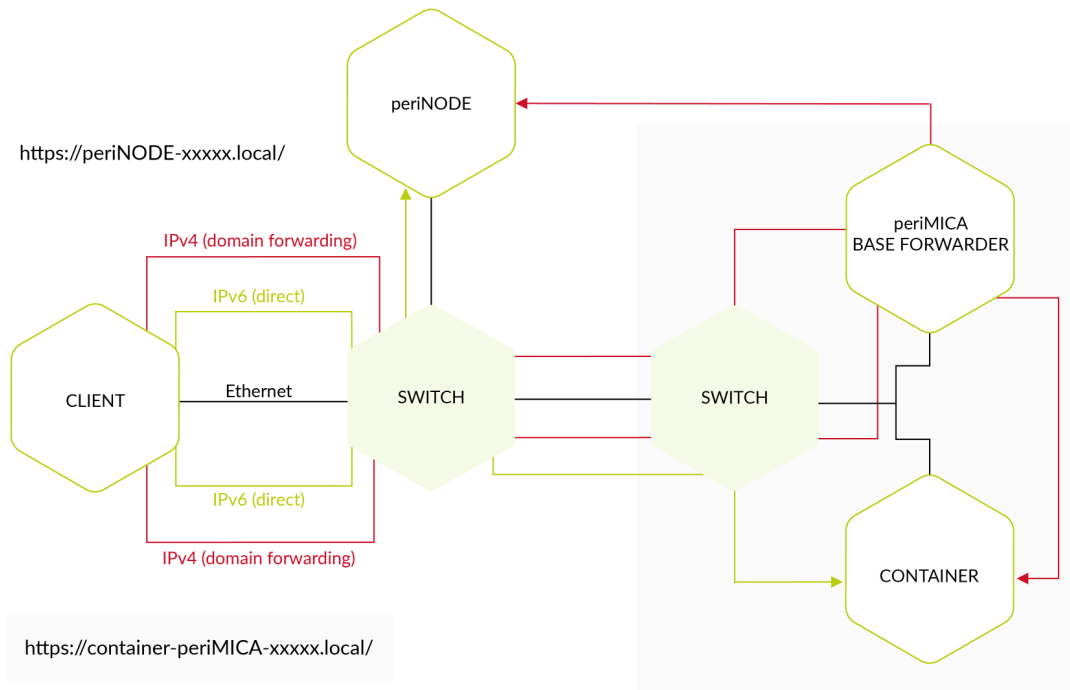 periNODE
https://periNODE-xxxxx.local/
periMICA
BASE FORWARDER
IPv4 (domain forwarding)
IPv6 (direct)
CLIENT
Ethernet
SWITCH
SWITCH
IPv6 (direct)
IPv4 (domain forwarding)
CONTAINER
https://container-periMICA-xxxxx.local/